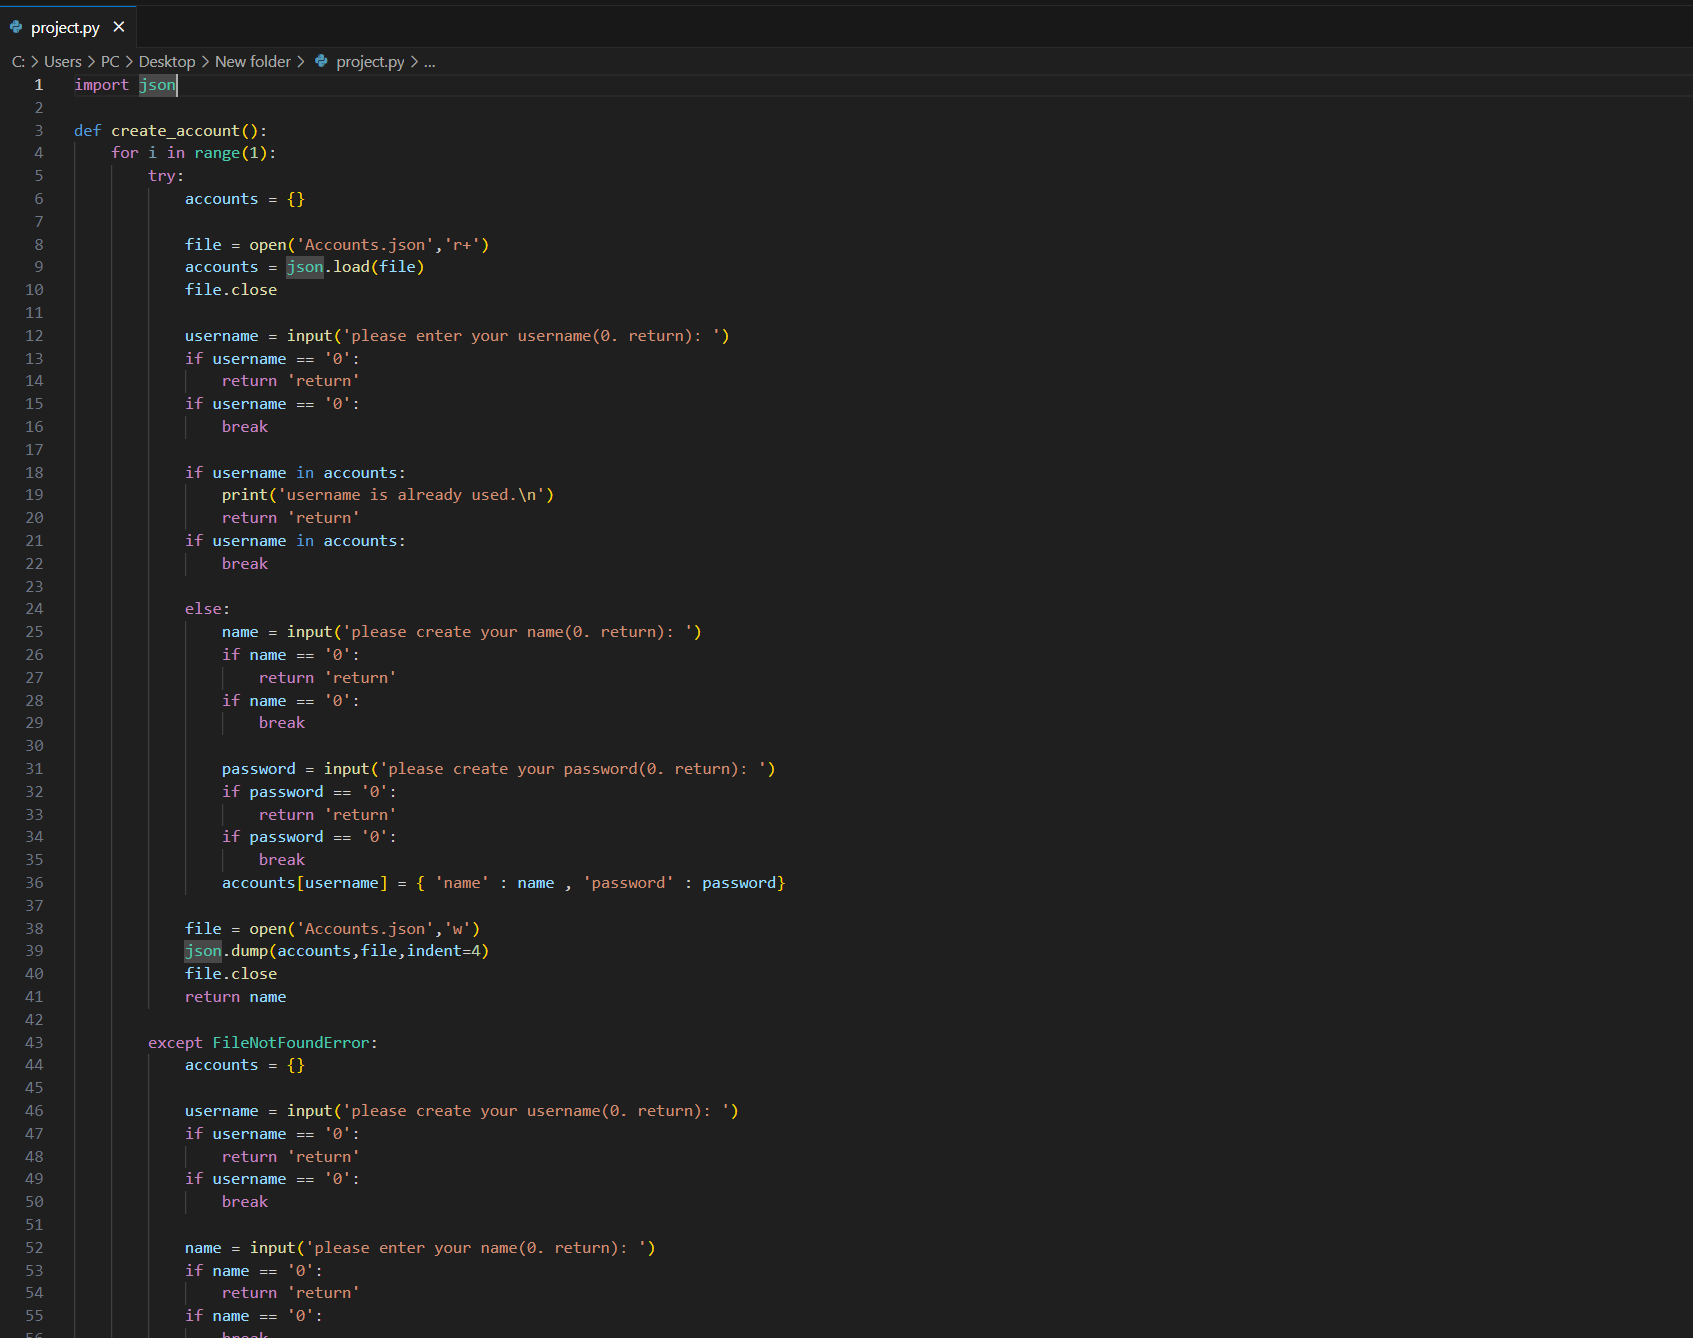 project.py
C: > Users > PC > Desktop > New folder > project.py > ...
1 import json
2
3 def create_account():
4     for i in range(1):
5         try:
6             accounts = {}
7
8             file = open('Accounts.json','r+')
9             accounts = json.load(file)
10             file.close
11
12             username = input('please enter your username(0. return): ')
13             if username == '0':
14                 return 'return'
15             if username == '0':
16                 break
17
18             if username in accounts:
19                 print('username is already used.\n')
20                 return 'return'
21             if username in accounts:
22                 break
23
24             else:
25                 name = input('please create your name(0. return): ')
26                 if name == '0':
27                     return 'return'
28                 if name == '0':
29                     break
30
31                 password = input('please create your password(0. return): ')
32                 if password == '0':
33                     return 'return'
34                 if password == '0':
35                     break
36                 accounts[username] = { 'name' : name , 'password' : password}
37
38             file = open('Accounts.json','w')
39             json.dump(accounts,file,indent=4)
40             file.close
41             return name
42
43         except FileNotFoundError:
44             accounts = {}
45
46             username = input('please create your username(0. return): ')
47             if username == '0':
48                 return 'return'
49             if username == '0':
50                 break
51
52             name = input('please enter your name(0. return): ')
53             if name == '0':
54                 return 'return'
55             if name == '0':
56                 break